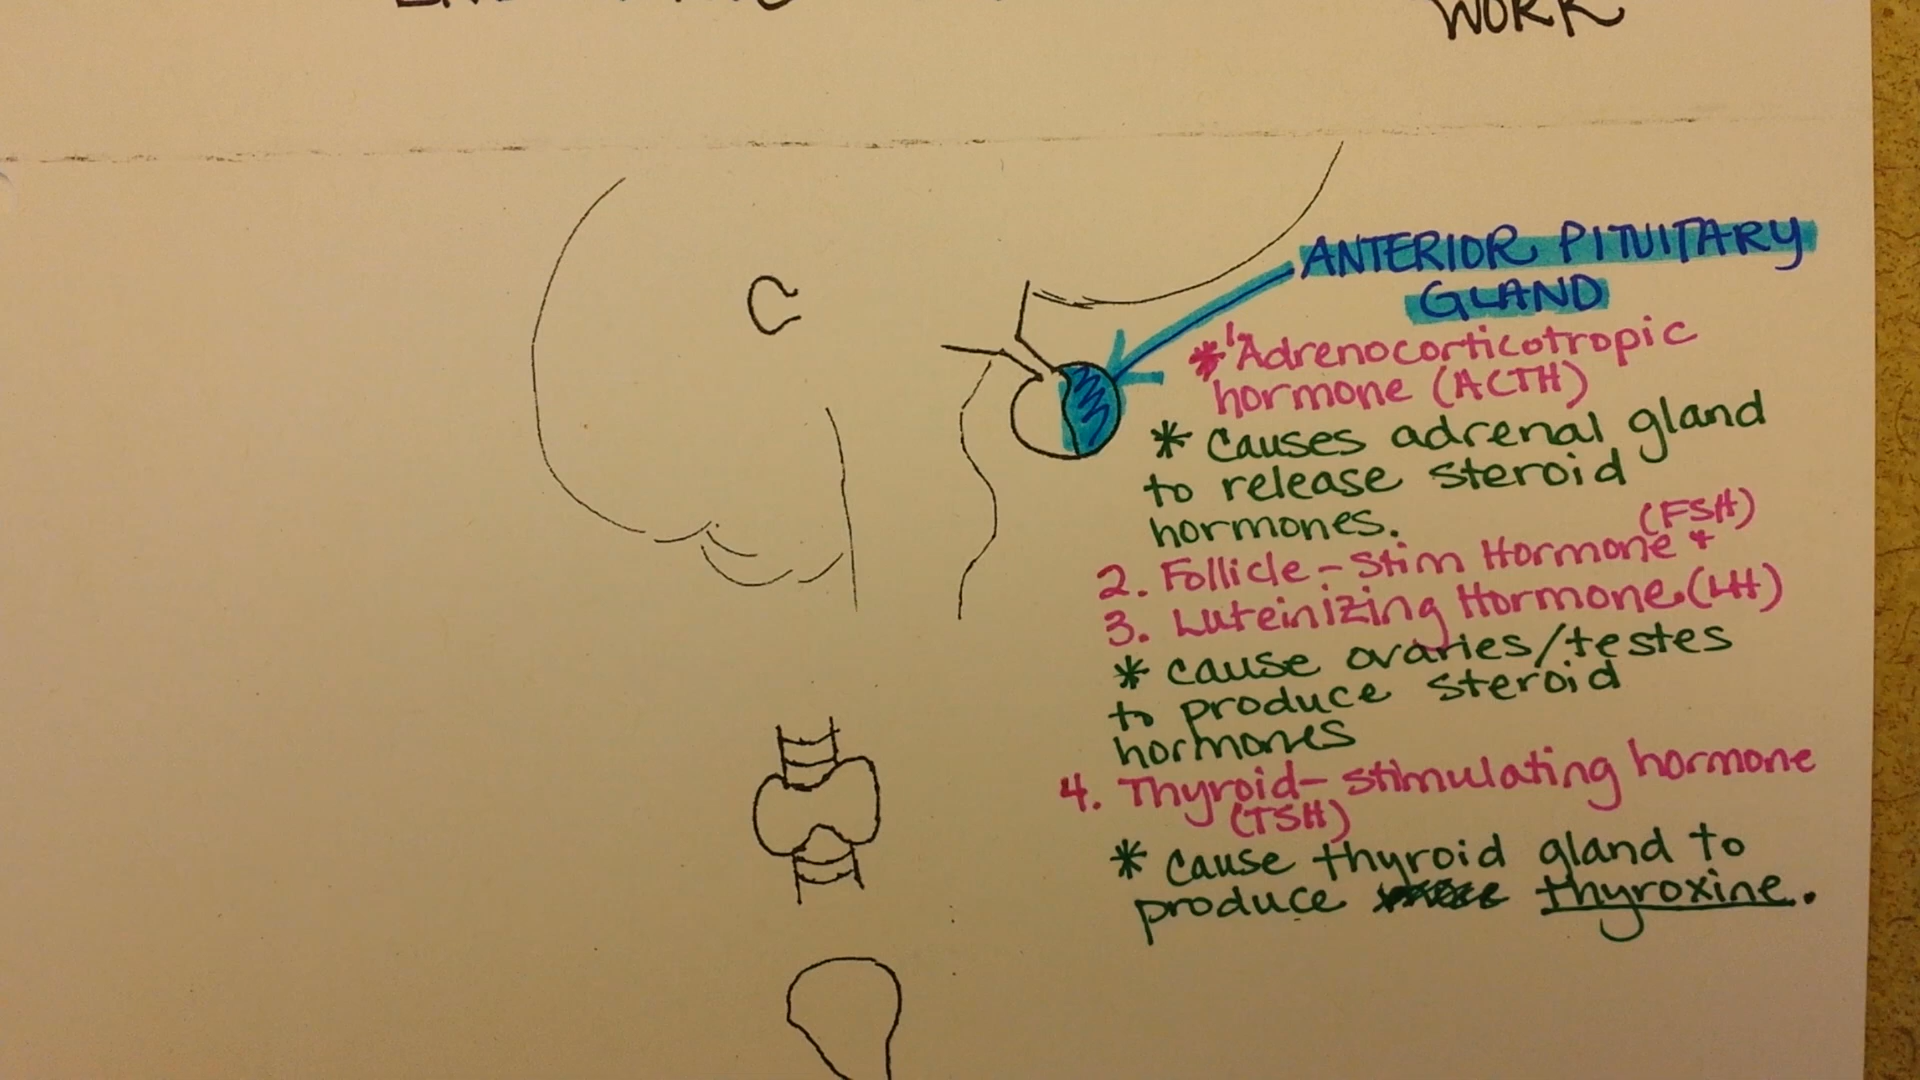 WORK
ANTERIOR PITUITARY
GLAND
*1Adrenocorticotropic
hormone (ACTH)
* causes adrenal gland
to release steroid
hormones.
(FSH)
2. Follicle-Stim Hormone +
3. Luteinizing Hormone.(LH)
* cause ovaries/testes
to produce steroid
hormones
4. Thyroid-stimulating hormone
(TSH)
* cause thyroid gland to
produce thyroxine.